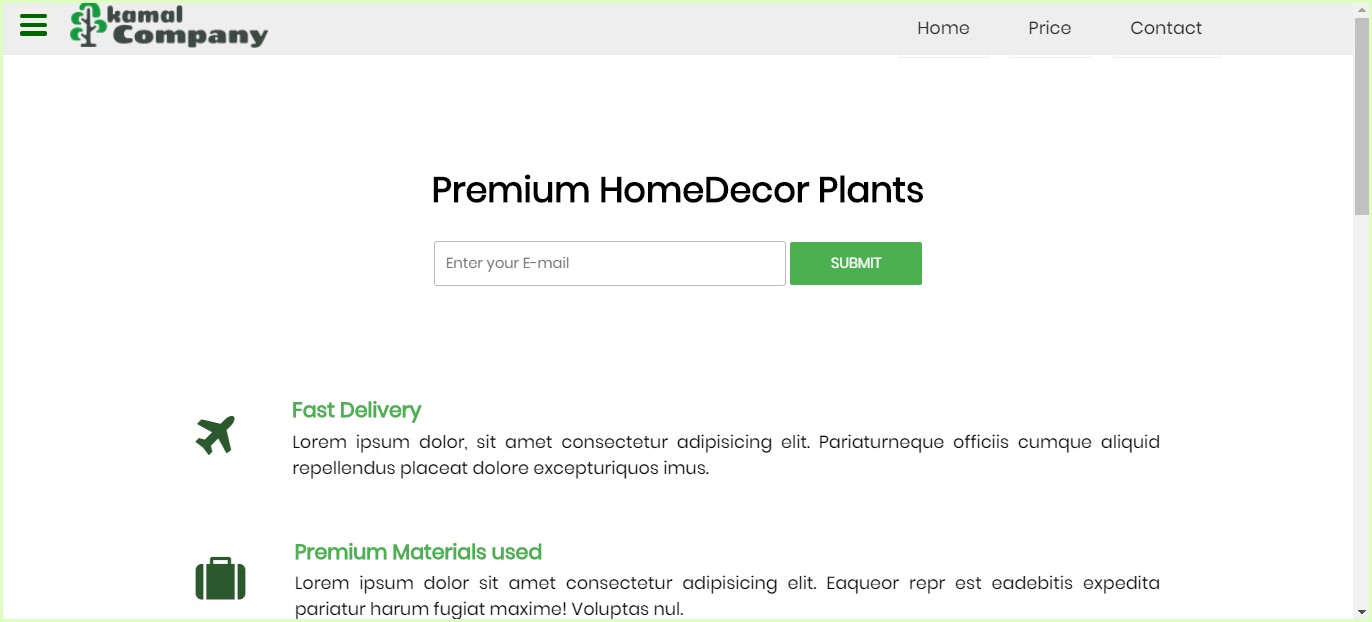 kamal
Company
Home Price Contact
Premium HomeDecor Plants
Enter your E-mail SUBMIT
Fast Delivery
Lorem ipsum dolor, sit amet consectetur adipisicing elit. Pariaturneque officiis cumque aliquid
repellendus placeat dolore excepturiquos imus.
Premium Materials used
Lorem ipsum dolor sit amet consectetur adipisicing elit. Eaqueor repr est eadebitis expedita
pariatur harum fugiat maxime! Voluptas nul.